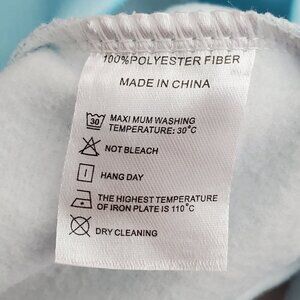 100%POLYESTER FIBER
MADE IN CHINA
30
MAXI MUM WASHING
TEMPERATURE: 30°C
NOT BLEACH
HANG DAY
THE HIGHEST TEMPERATURE
OF IRON PLATE IS 110°C
DRY CLEANING